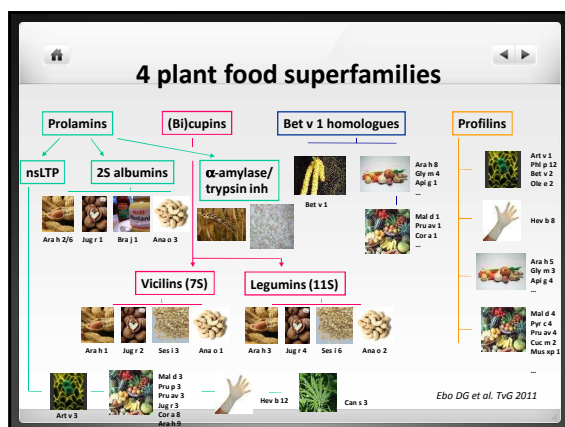 4 plant food superfamilies
Prolamins
(Bi)cupins
Bet v 1 homologues
Profilins
nsLTP
2S albumins
α-amylase/
trypsin inh
Ara h 2/6
Jug r 1
Bra j 1
Ana o 3
Bet v 1
Ara h 8
Gly m 4
Api g 1
...
Mal d 1
Pru av 1
Cor a 1
...
Art v 1
Phl p 12
Bet v 2
Ole e 2
Hev b 8
Ara h 5
Gly m 3
Api g 4
...
Mal d 4
Pyr c 4
Pru av 4
Cuc m 2
Mus xp 1
...
Vicilins (7S)
Legumins (11S)
Ara h 1
Jug r 2
Ses i 3
Ana o 1
Ara h 3
Jug r 4
Ses i 6
Ana o 2
Art v 3
Mal d 3
Pru p 3
Pru av 3
Jug r 3
Cor a 8
Ara h 9
Hev b 12
Can s 3
Ebo DG et al. TvG 2011